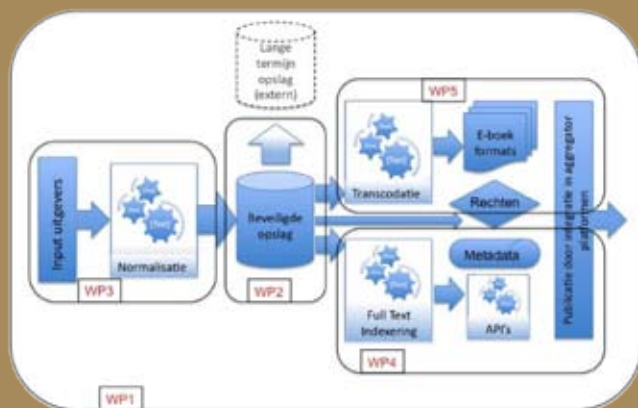 Lange
termijn
opslag
(extern)
WP5
E-boek
formats
Transcodatie
Input uitgevers
Normalisatie
WP3
Beveiligde
opslag
WP2
Rechten
Metadata
Full Text
Indexering
API's
WP4
Publicatie door integratie in aggregator
platformen
WP1